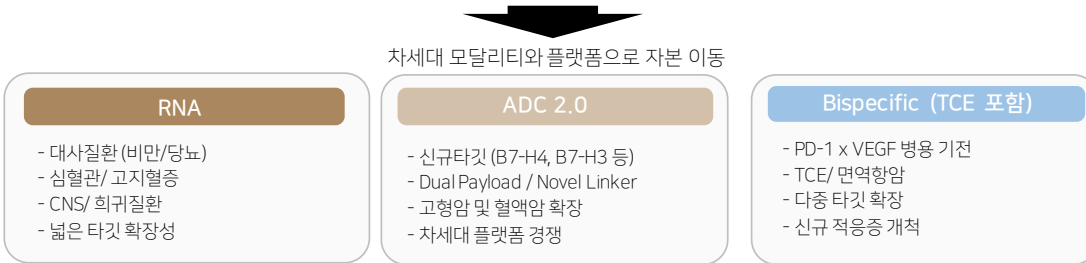 차세대 모달리티와 플랫폼으로 자본 이동
RNA
- 대사질환 (비만/당뇨)
- 심혈관/ 고지혈증
- CNS/ 희귀질환
- 넓은 타깃 확장성
ADC 2.0
- 신규타깃 (B7-H4, B7-H3 등)
- Dual Payload / Novel Linker
- 고형암 및 혈액암 확장
- 차세대 플랫폼 경쟁
Bispecific (TCE 포함)
- PD-1 x VEGF 병용 기전
- TCE/ 면역항암
- 다중 타깃 확장
- 신규 적응증 개척